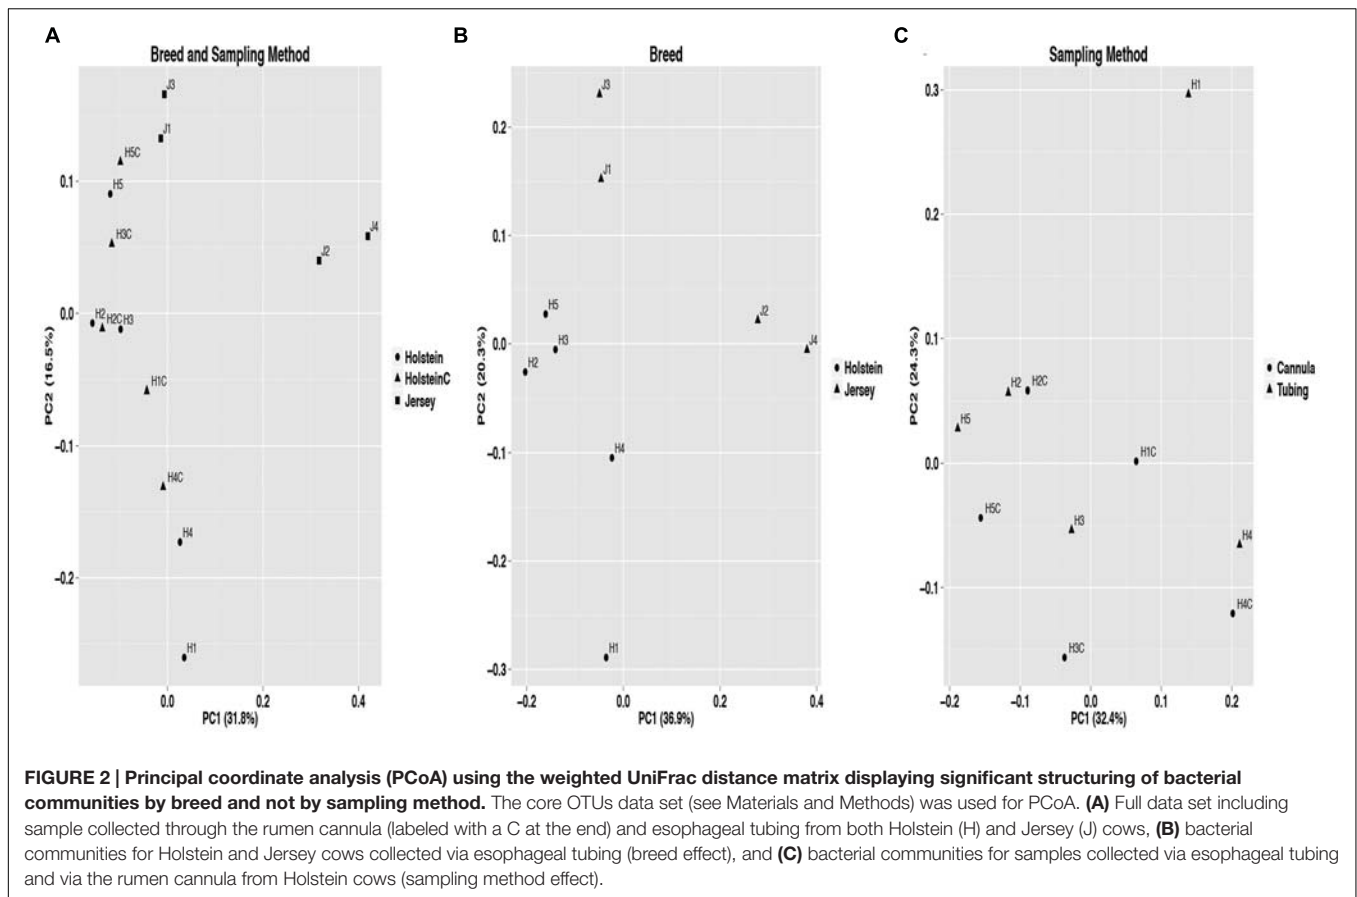 A
Breed and Sampling Method
J3
J1
H5C
H5
H3C
J4
J2
H2
H2C
H3
H1C
H4C
H4
H1
0.1
0.0
−0.1
−0.2
PC2 (16.5%)
0.0
0.2
0.4
PC1 (31.8%)
Holstein
HolsteinC
Jersey
B
Breed
J3
J1
H5
H3
H2
J2
J4
H4
H1
0.2
0.1
0.0
−0.1
−0.2
−0.3
PC2 (20.3%)
−0.2
0.0
0.2
0.4
PC1 (36.9%)
Holstein
Jersey
C
Sampling Method
H1
H2
H2C
H5
H1C
H5C
H3
H4
H4C
H3C
0.3
0.2
0.1
0.0
−0.1
PC2 (24.3%)
−0.2
−0.1
0.0
0.1
0.2
PC1 (32.4%)
Cannula
Tubing
FIGURE 2 | Principal coordinate analysis (PCoA) using the weighted UniFrac distance matrix displaying significant structuring of bacterial
communities by breed and not by sampling method. The core OTUs data set (see Materials and Methods) was used for PCoA. (A) Full data set including
sample collected through the rumen cannula (labeled with a C at the end) and esophageal tubing from both Holstein (H) and Jersey (J) cows, (B) bacterial
communities for Holstein and Jersey cows collected via esophageal tubing (breed effect), and (C) bacterial communities for samples collected via esophageal tubing
and via the rumen cannula from Holstein cows (sampling method effect).